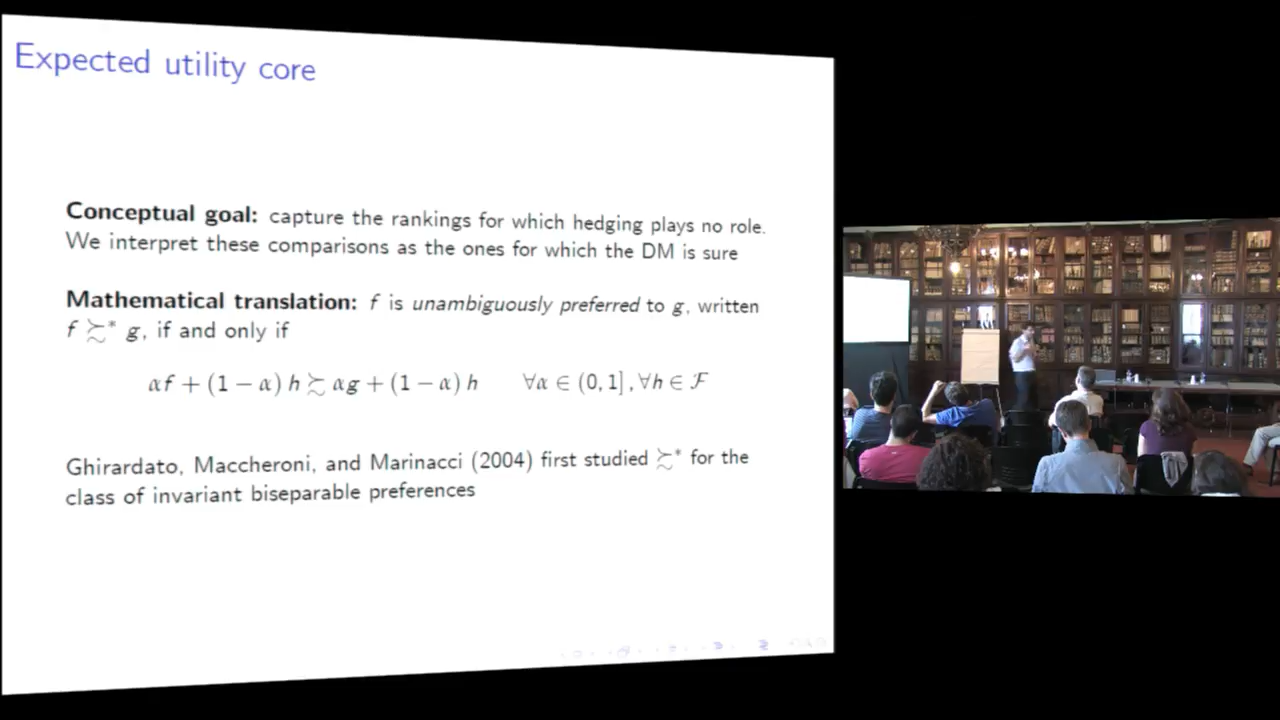 Expected utility core
Conceptual goal: capture the rankings for which hedging plays no role.
We interpret these comparisons as the ones for which the DM is sure
Mathematical translation: f is unambiguously preferred to g, written
f ≿* g, if and only if
αf + (1 − α) h ≿ αg + (1 − α) h ∀α ∈ (0, 1] , ∀h ∈ ℱ
Ghirardato, Maccheroni, and Marinacci (2004) first studied ≿* for the
class of invariant biseparable preferences